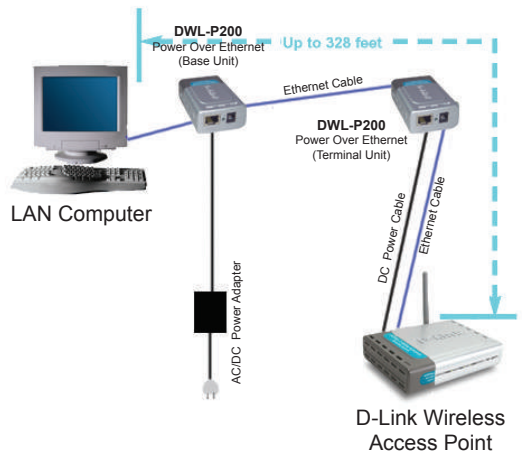 DWL-P200
Power Over Ethernet
(Base Unit)
Up to 328 feet
Ethernet Cable
DWL-P200
Power Over Ethernet
(Terminal Unit)
LAN Computer
DC Power Cable
Ethernet Cable
AC/DC Power Adapter
D-Link
D-Link Wireless
Access Point